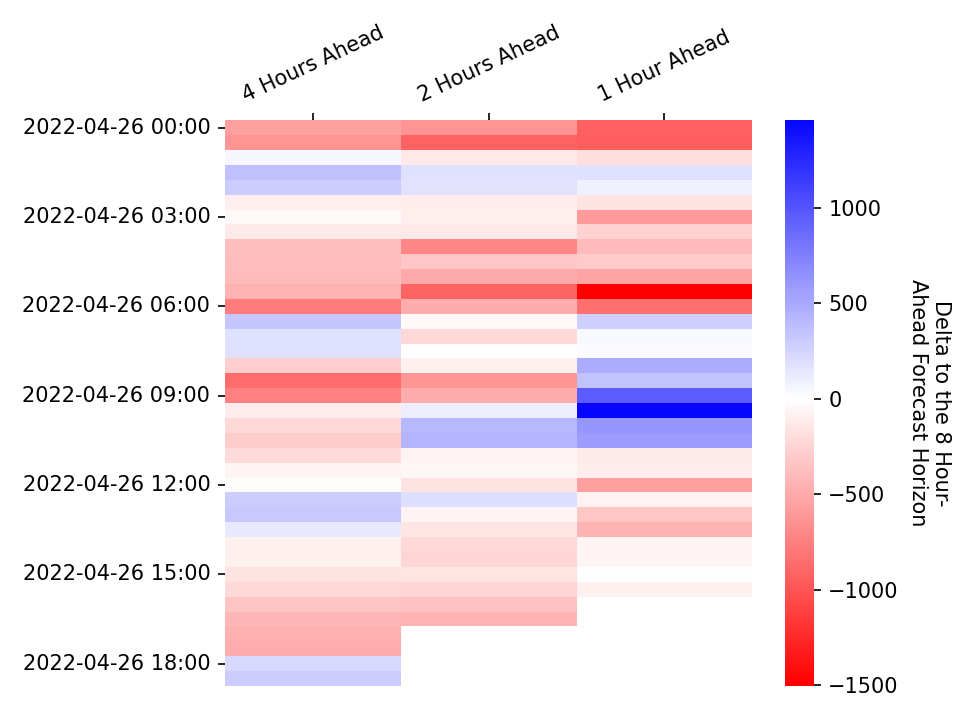 4 Hours Ahead
2 Hours Ahead
1 Hour Ahead
2022-04-26 00:00
2022-04-26 03:00
2022-04-26 06:00
2022-04-26 09:00
2022-04-26 12:00
2022-04-26 15:00
2022-04-26 18:00
1000
500
0
−500
−1000
−1500
Delta to the 8 Hour-
Ahead Forecast Horizon